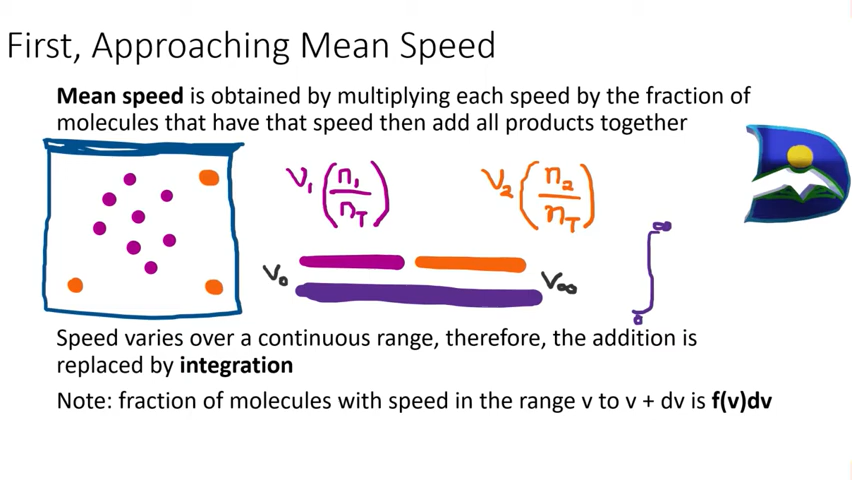 First, Approaching Mean Speed
Mean speed is obtained by multiplying each speed by the fraction of
molecules that have that speed then add all products together
V₁ (n₁/n_T) V₂ (n₂/n_T)
V₀ V∞ ∫₀^∞
Speed varies over a continuous range, therefore, the addition is
replaced by integration
Note: fraction of molecules with speed in the range v to v + dv is f(v)dv